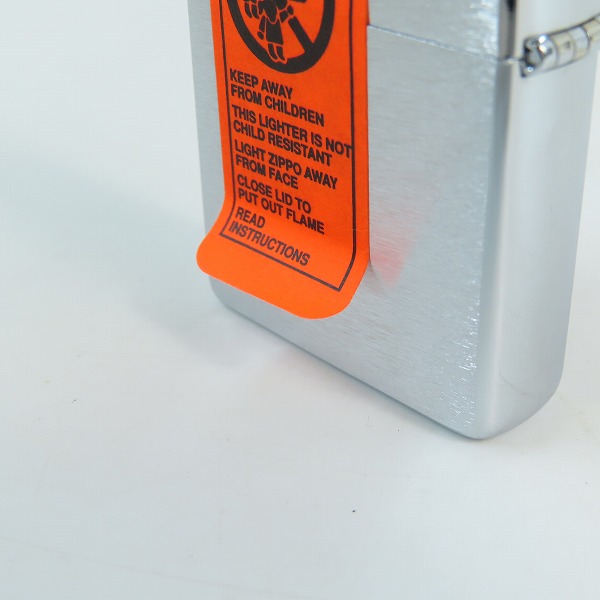 KEEP AWAY
FROM CHILDREN
THIS LIGHTER IS NOT
CHILD RESISTANT
LIGHT ZIPPO AWAY
FROM FACE
CLOSE LID TO
PUT OUT FLAME
READ
INSTRUCTIONS